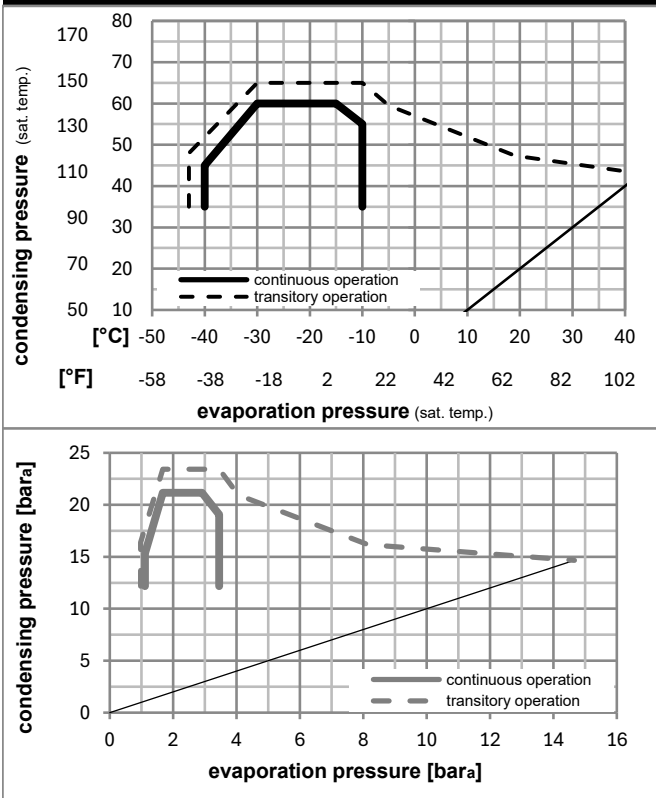 condensing pressure (sat. temp.)
170 80
70
150 60
130 50
110 40
90 30
70 20
50 10
continuous operation
transitory operation
[°C] -50 -40 -30 -20 -10 0 10 20 30 40
[°F] -58 -38 -18 2 22 42 62 82 102
evaporation pressure (sat. temp.)
condensing pressure [bara]
25
20
15
10
5
0
continuous operation
transitory operation
0 2 4 6 8 10 12 14 16
evaporation pressure [bara]